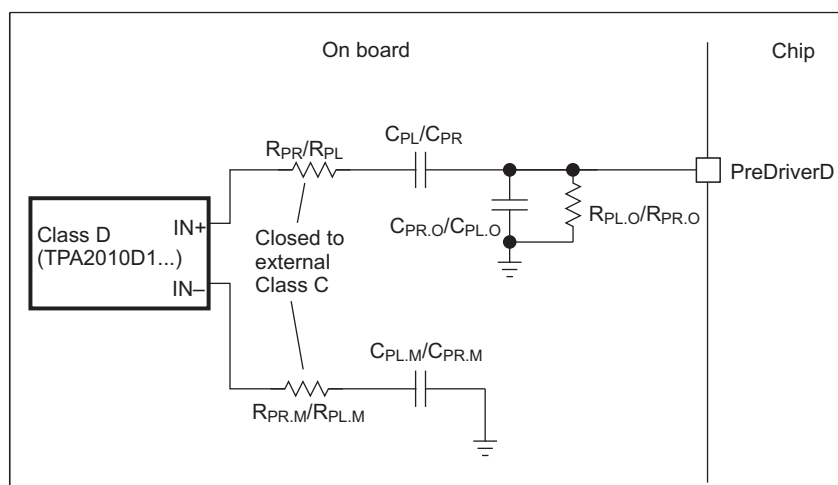 On board
Chip
C_PL/C_PR
R_PR/R_PL
PreDriverD
IN+
Class D
(TPA2010D1...)
IN–
Closed to
external
Class C
C_PR.O/C_PL.O
R_PL.O/R_PR.O
C_PL.M/C_PR.M
R_PR.M/R_PL.M